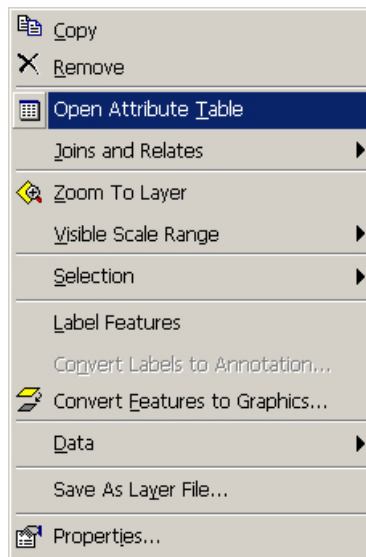 Copy
Remove
Open Attribute Table
Joins and Relates
Zoom To Layer
Visible Scale Range
Selection
Label Features
Convert Labels to Annotation...
Convert Features to Graphics...
Data
Save As Layer File...
Properties...